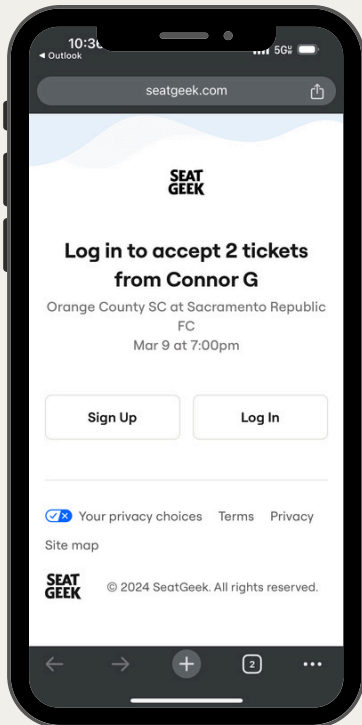 Outlook
5G
seatgeek.com
SEAT
GEEK
Log in to accept 2 tickets
from Connor G
Orange County SC at Sacramento Republic
FC
Mar 9 at 7:00pm
Sign Up Log In
Your privacy choices Terms Privacy
Site map
SEAT
GEEK
© 2024 SeatGeek. All rights reserved.
2